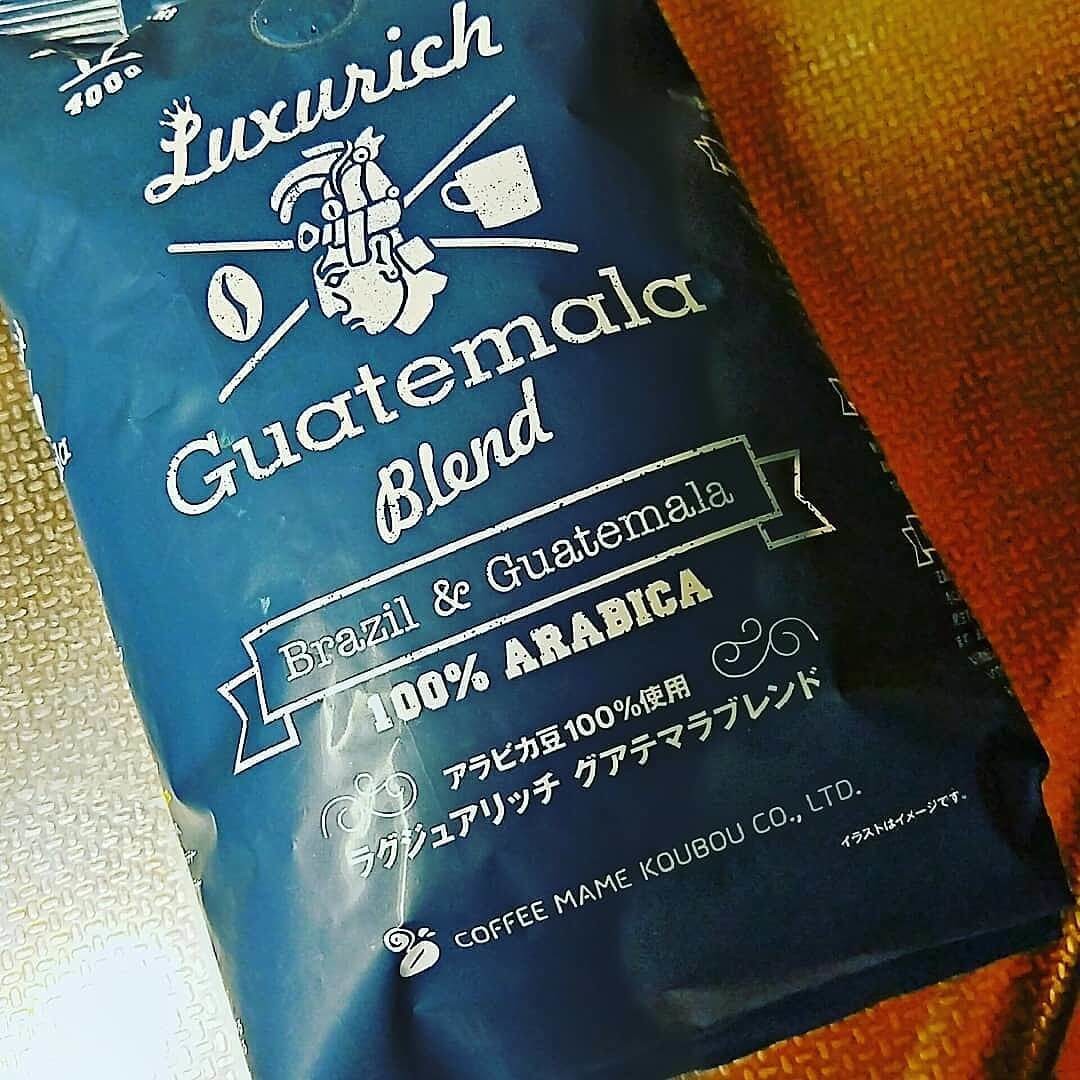 400g
Luxurich
Guatemala
Blend
Brazil & Guatemala
100% ARABICA
アラビカ豆100%使用
ラグジュアリッチ グアテマラブレンド
COFFEE MAME KOUBOU CO., LTD.
イラストはイメージです。